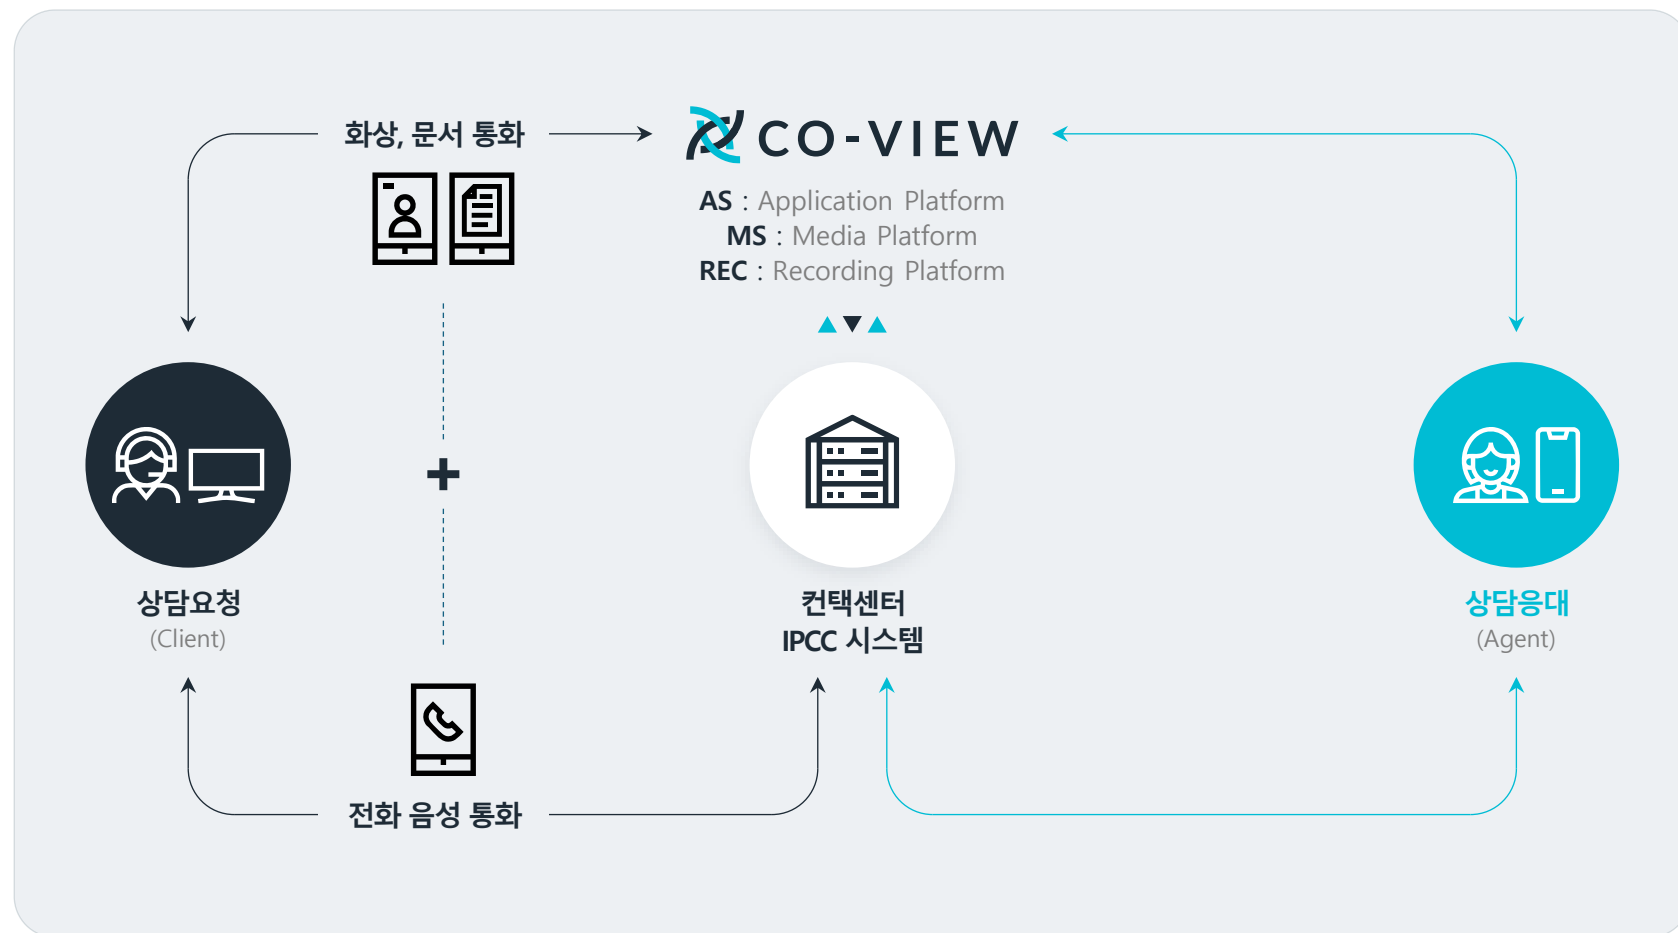 화상, 문서 통화
CO-VIEW
AS : Application Platform
MS : Media Platform
REC : Recording Platform
상담요청
(Client)
컨택센터
IPCC 시스템
상담응대
(Agent)
전화 음성 통화